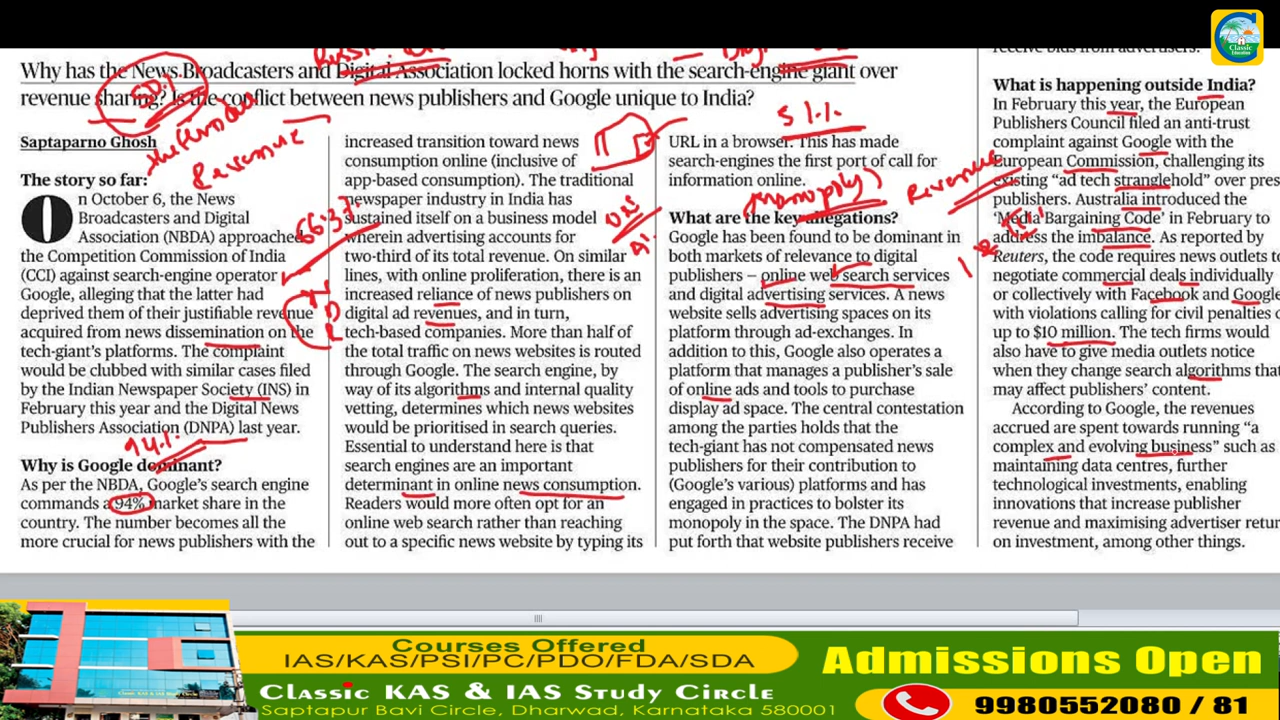 receive bids from advertisers.
Why has the News Broadcasters and Digital Association locked horns with the search-engine giant over
revenue sharing? Is the conflict between news publishers and Google unique to India?
Saptaparno Ghosh
The story so far:
On October 6, the News
Broadcasters and Digital
Association (NBDA) approached
the Competition Commission of India
(CCI) against search-engine operator
Google, alleging that the latter had
deprived them of their justifiable revenue
acquired from news dissemination on the
tech-giant's platforms. The complaint
would be clubbed with similar cases filed
by the Indian Newspaper Society (INS) in
February this year and the Digital News
Publishers Association (DNPA) last year.
94%
Why is Google dominant?
As per the NBDA, Google's search engine
commands a 94% market share in the
country. The number becomes all the
more crucial for news publishers with the
increased transition toward news
consumption online (inclusive of
app-based consumption). The traditional
newspaper industry in India has
sustained itself on a business model
wherein advertising accounts for
two-third of its total revenue. On similar
lines, with online proliferation, there is an
increased reliance of news publishers on
digital ad revenues, and in turn,
tech-based companies. More than half of
the total traffic on news websites is routed
through Google. The search engine, by
way of its algorithms and internal quality
vetting, determines which news websites
would be prioritised in search queries.
Essential to understand here is that
search engines are an important
determinant in online news consumption.
Readers would more often opt for an
online web search rather than reaching
out to a specific news website by typing its
URL in a browser. This has made
search-engines the first port of call for
information online.
Monopoly
Revenue
What are the key allegations?
Google has been found to be dominant in
both markets of relevance to digital
publishers – online web search services
and digital advertising services. A news
website sells advertising spaces on its
platform through ad-exchanges. In
addition to this, Google also operates a
platform that manages a publisher's sale
of online ads and tools to purchase
display ad space. The central contestation
among the parties holds that the
tech-giant has not compensated news
publishers for their contribution to
(Google's various) platforms and has
engaged in practices to bolster its
monopoly in the space. The DNPA had
put forth that website publishers receive
What is happening outside India?
In February this year, the European
Publishers Council filed an anti-trust
complaint against Google with the
European Commission, challenging its
existing "ad tech stranglehold" over pres
publishers. Australia introduced the
'Media Bargaining Code' in February to
address the imbalance. As reported by
Reuters, the code requires news outlets to
negotiate commercial deals individually
or collectively with Facebook and Google
with violations calling for civil penalties o
up to $10 million. The tech firms would
also have to give media outlets notice
when they change search algorithms that
may affect publishers' content.
According to Google, the revenues
accrued are spent towards running "a
complex and evolving business" such as
maintaining data centres, further
technological investments, enabling
innovations that increase publisher
revenue and maximising advertiser retur
on investment, among other things.
Revenue
51%
Classic
Education
Courses Offered
IAS/KAS/PSI/PC/PDO/FDA/SDA
Classic KAS & IAS Study Circle
Saptapur Bavi Circle, Dharwad, Karnataka 580001
Admissions Open
9980552080 / 81